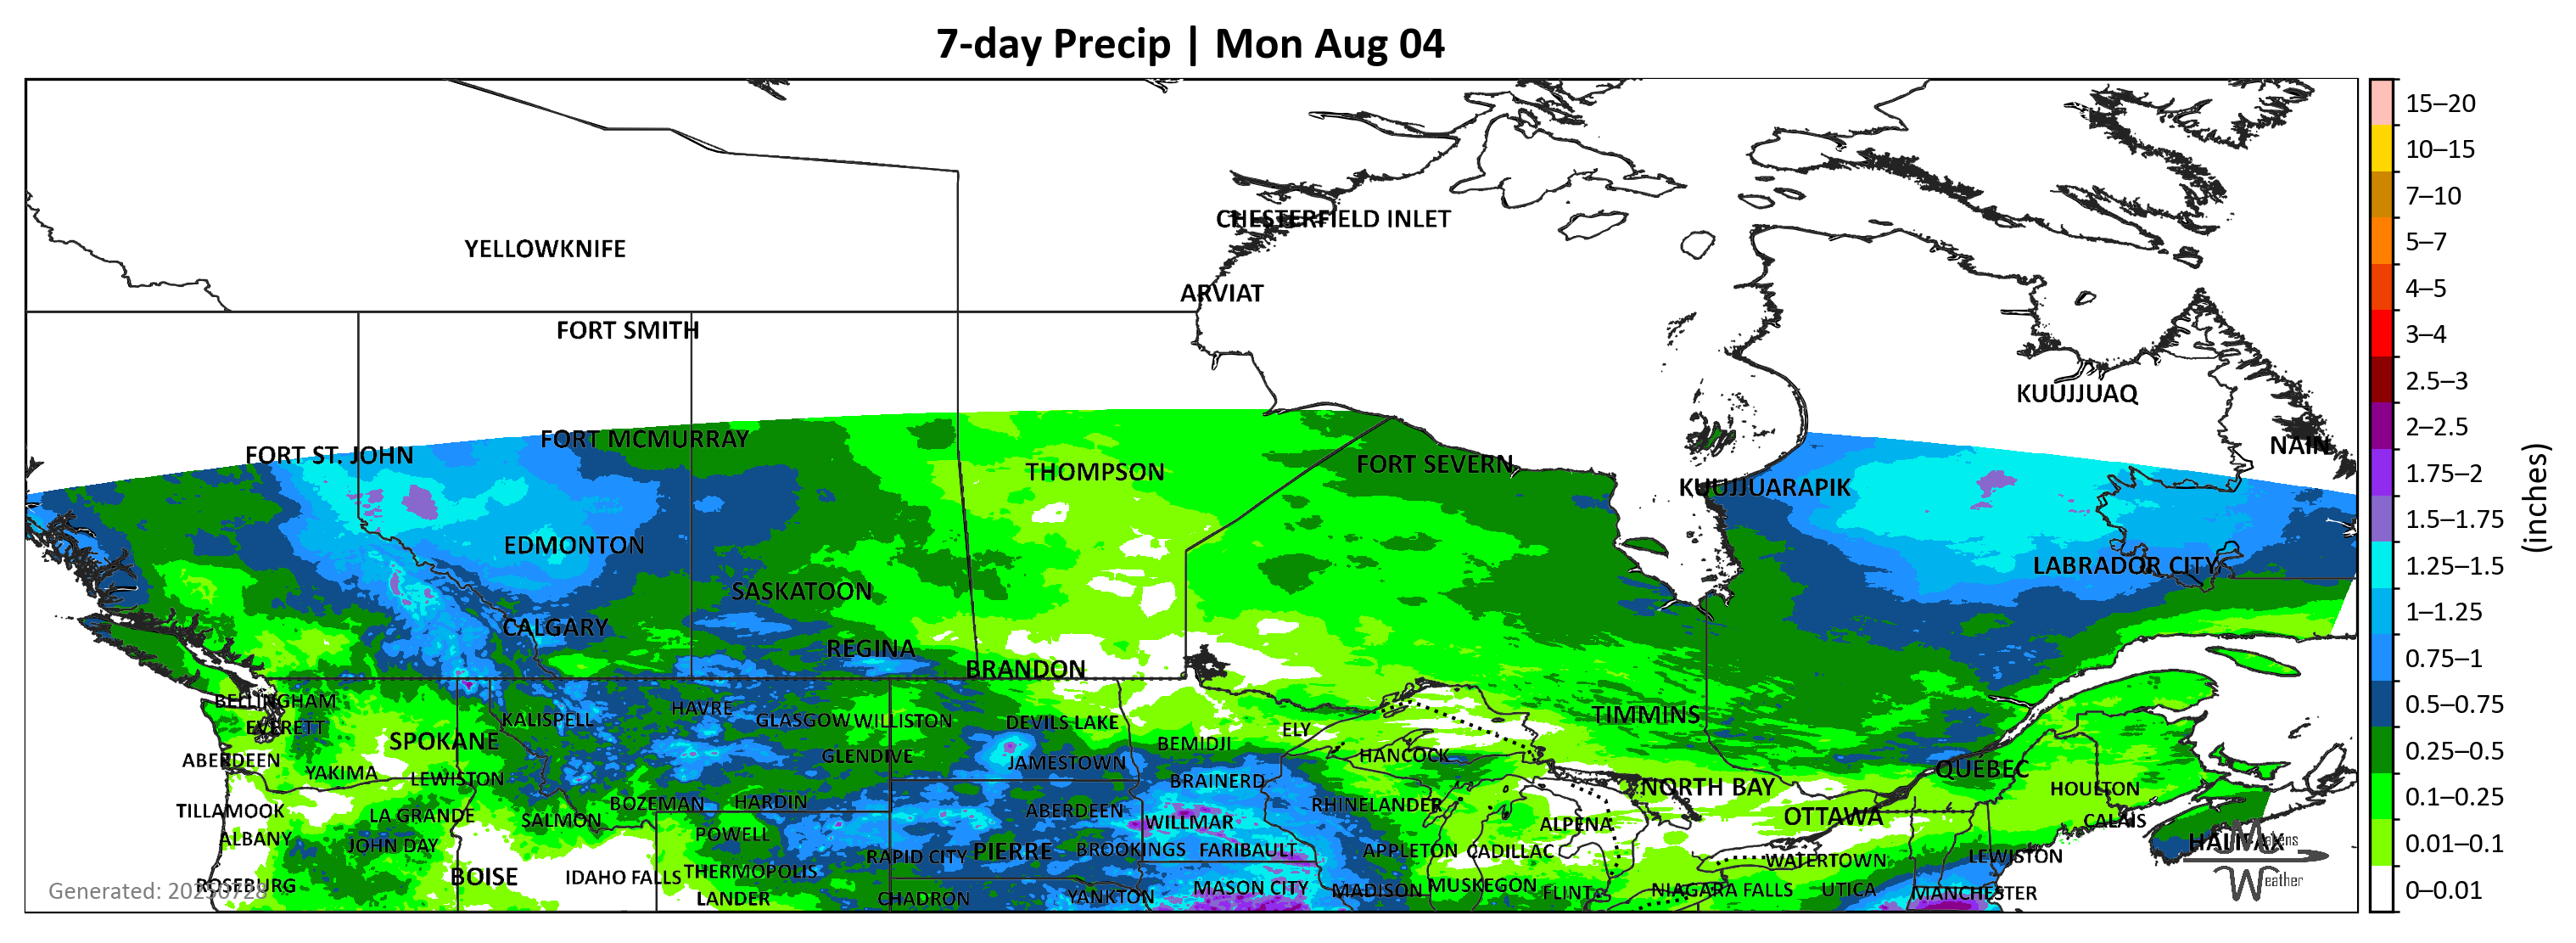 7-day Precip | Mon Aug 04
CHESTERFIELD INLET
YELLOWKNIFE
ARVIAT
FORT SMITH
KUUJJUAQ
FORT MCMURRAY
NAIN
FORT ST. JOHN
THOMPSON
FORT SEVERN
KUUJJUARAPIK
EDMONTON
LABRADOR CITY
SASKATOON
CALGARY
REGINA
BRANDON
BELLINGHAM
HAVRE
KALISPELL
GLASGOW
WILLISTON
DEVILS LAKE
TIMMINS
EVERETT
ELY
SPOKANE
BEMIDJI
ABERDEEN
GLENDIVE
JAMESTOWN
HANCOCK
QUÉBEC
YAKIMA
LEWISTON
BRAINERD
NORTH BAY
HOULTON
TILLAMOOK
BOZEMAN
HARDIN
RHINELANDER
LA GRANDE
SALMON
ABERDEEN
WILLMAR
ALPENA
OTTAWA
CALAIS
ALBANY
POWELL
JOHN DAY
RAPID CITY
PIERRE
BROOKINGS
FARIBAULT
APPLETON
CADILLAC
WATERTOWN
LEWISTON
HALIFAX
Mavens
Weather
BOISE
IDAHO FALLS
THERMOPOLIS
ROSEBURG
MASON CITY
MADISON
MUSKEGON
FLINT
NIAGARA FALLS
UTICA
MANCHESTER
LANDER
CHADRON
YANKTON
Generated: 20250728
15–20
10–15
7–10
5–7
4–5
3–4
2.5–3
2–2.5
1.75–2
1.5–1.75
1.25–1.5
1–1.25
0.75–1
0.5–0.75
0.25–0.5
0.1–0.25
0.01–0.1
0–0.01
(inches)